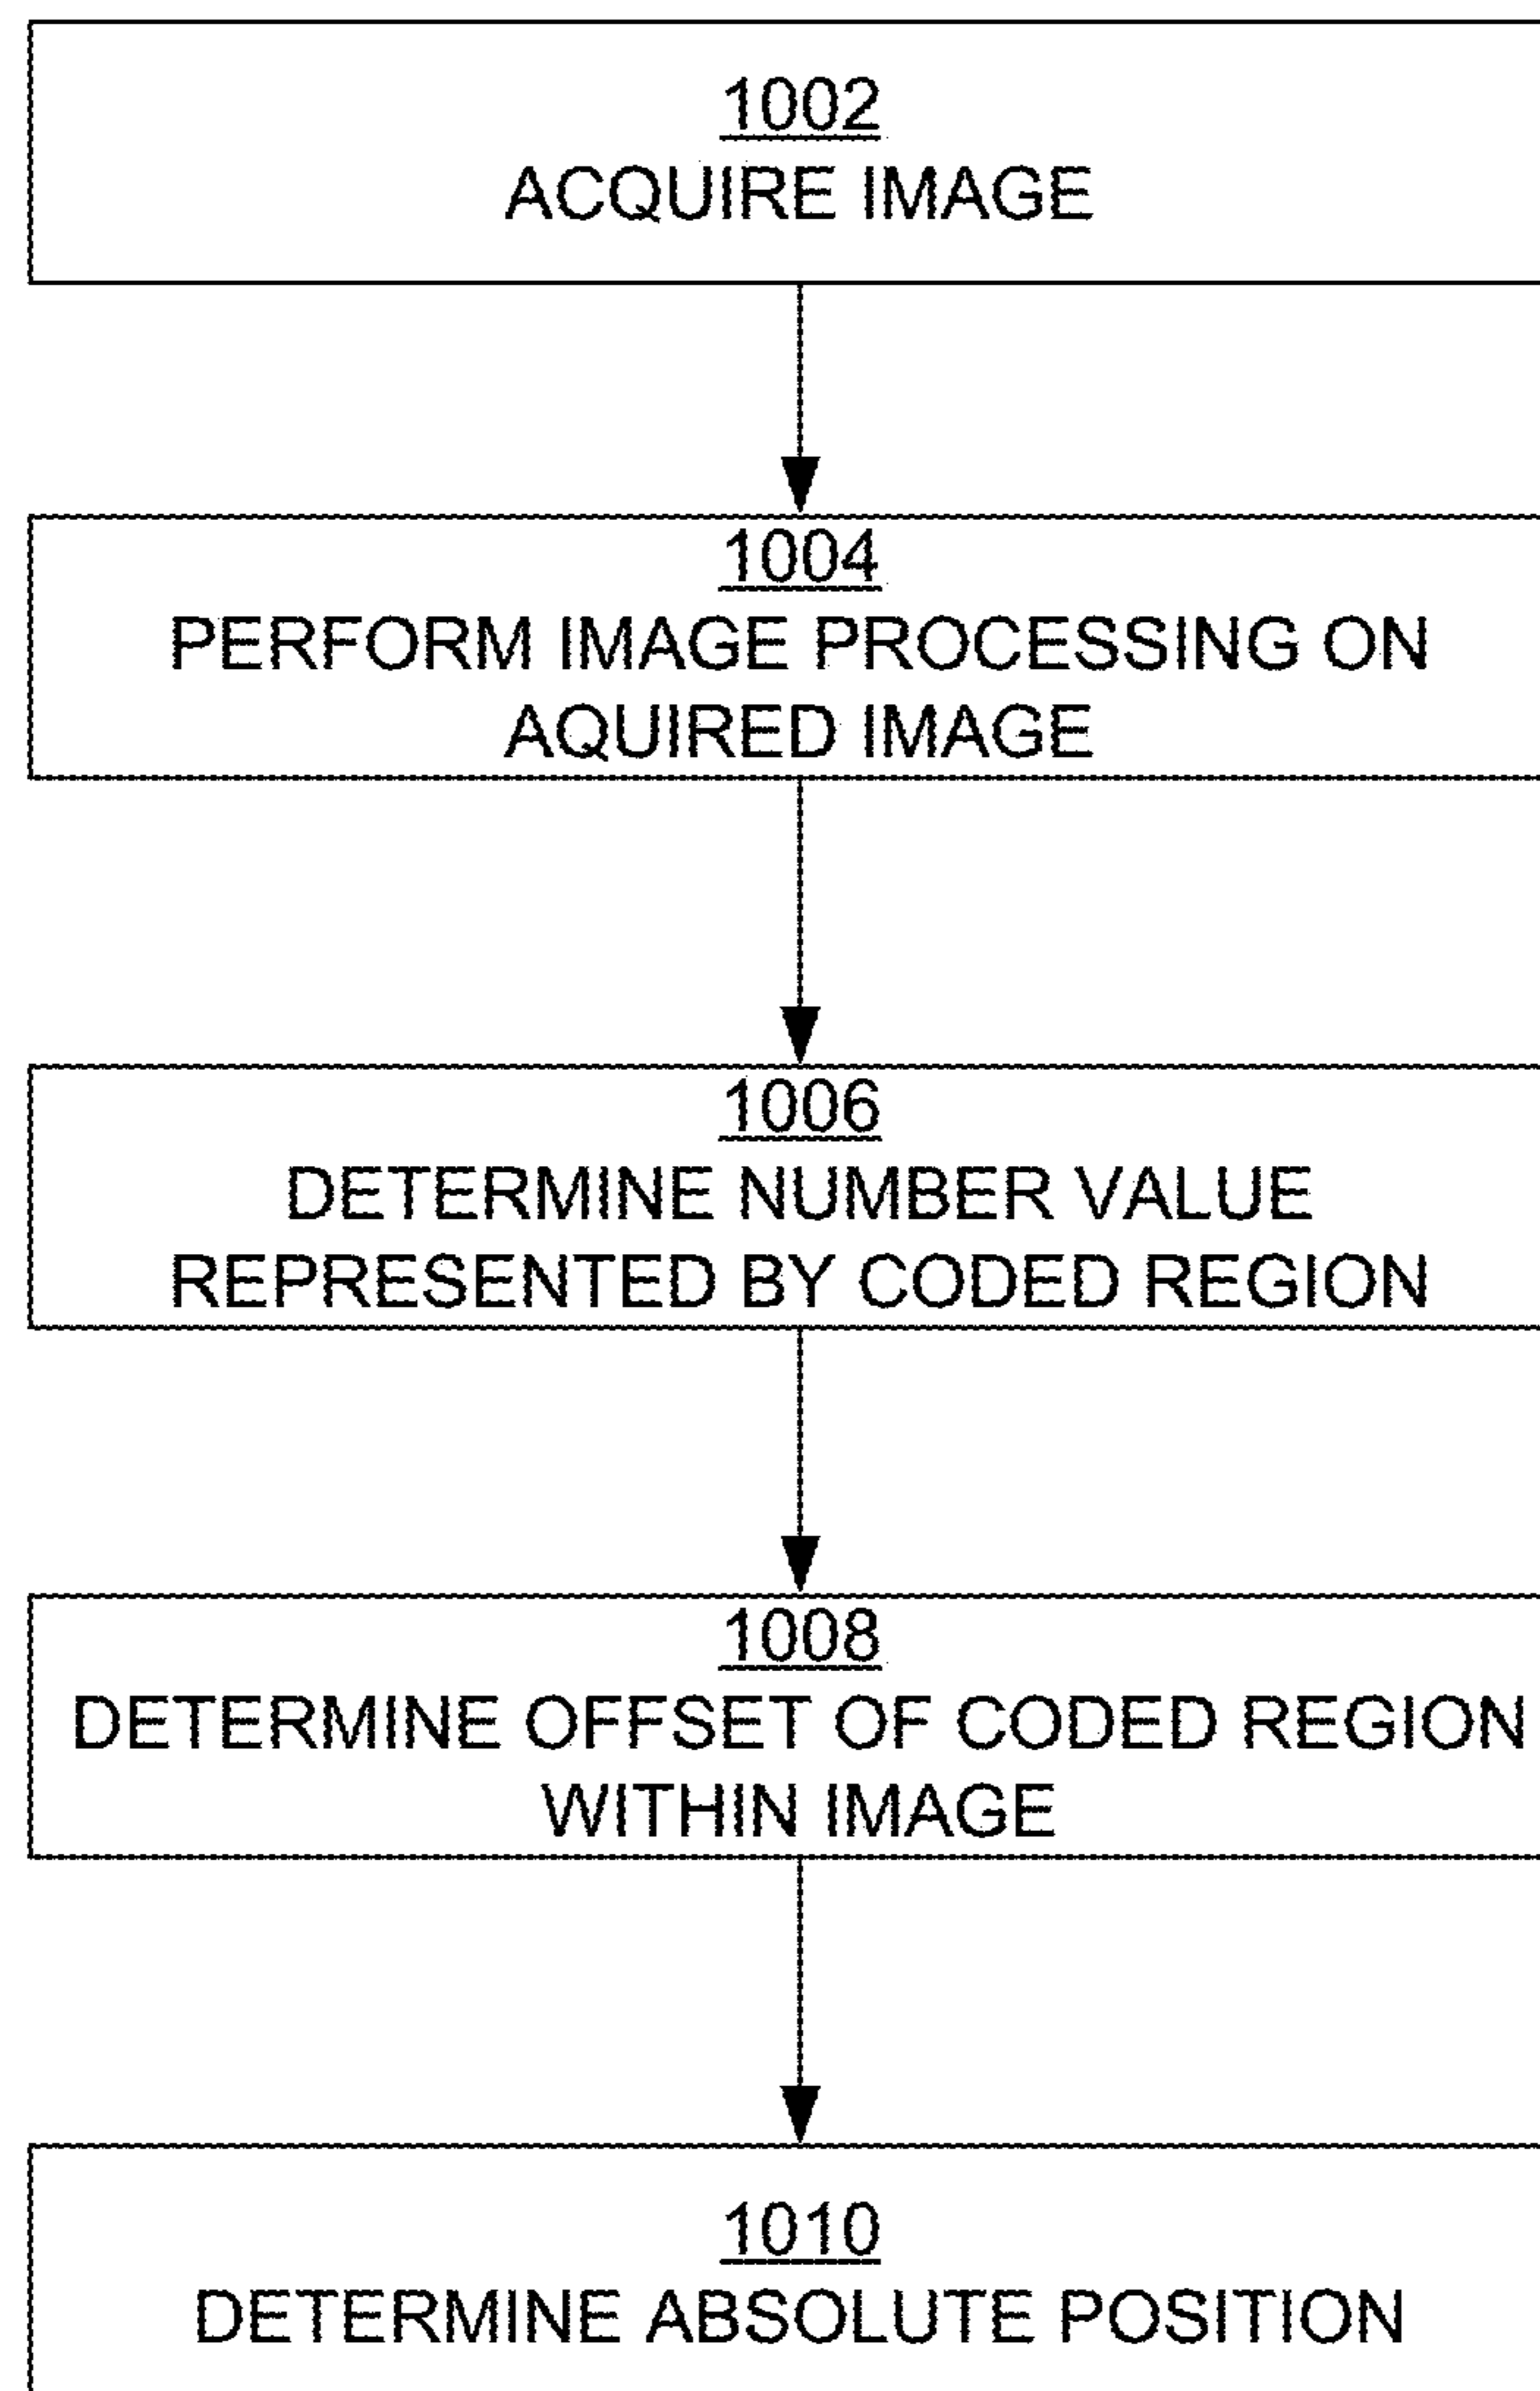 1002
ACQUIRE IMAGE
1004
PERFORM IMAGE PROCESSING ON
AQUIRED IMAGE
1006
DETERMINE NUMBER VALUE
REPRESENTED BY CODED REGION
1008
DETERMINE OFFSET OF CODED REGION
WITHIN IMAGE
1010
DETERMINE ABSOLUTE POSITION